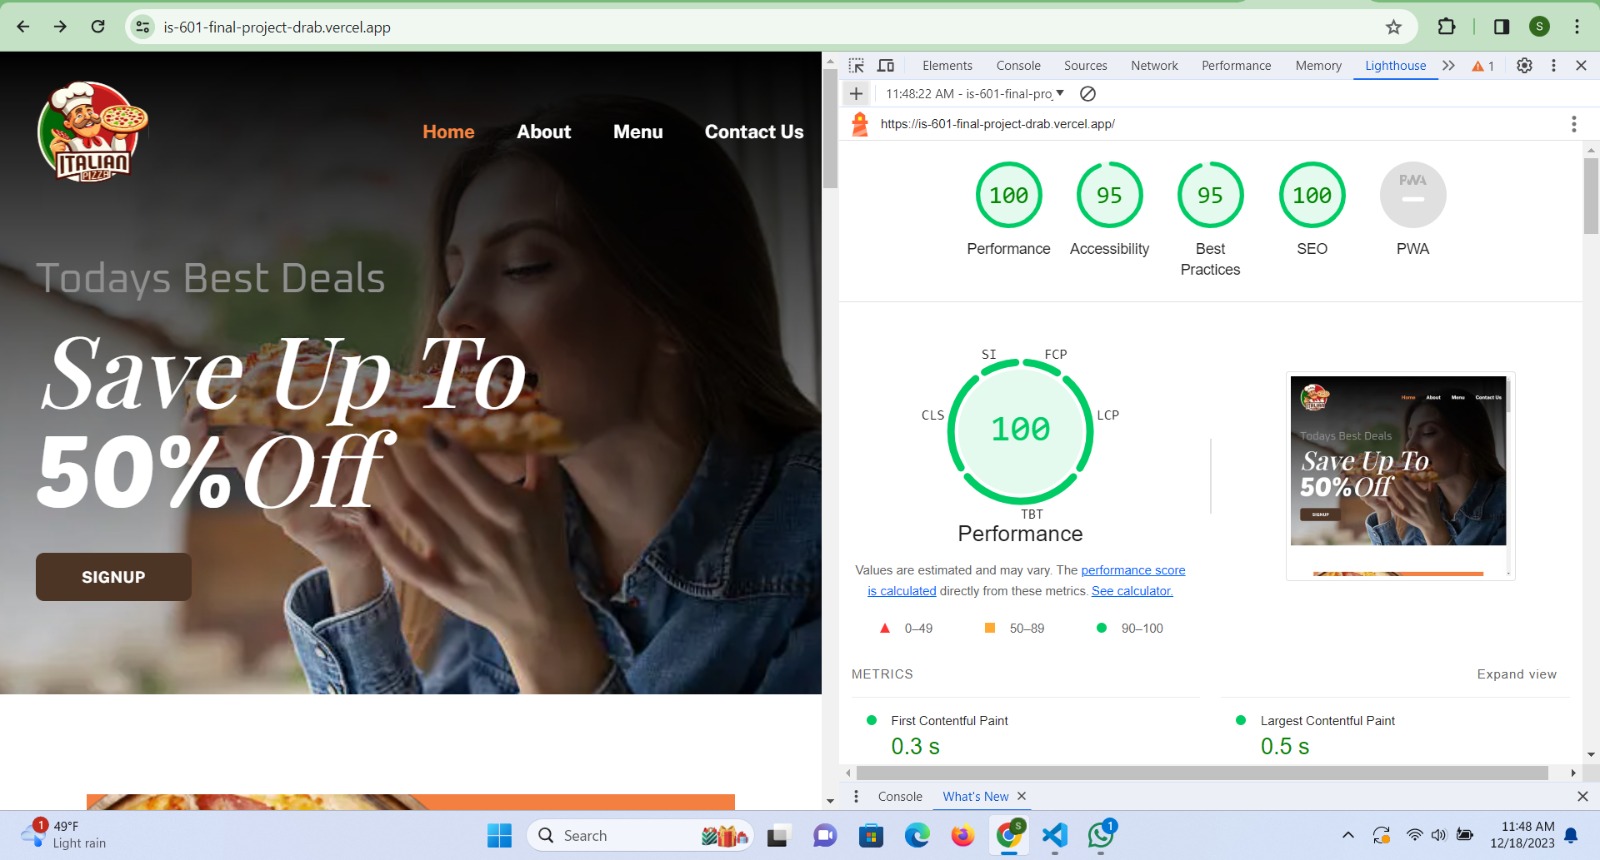 is-601-final-project-drab.vercel.app
S
ITALIAN
PIZZA
Home
About
Menu
Contact Us
Todays Best Deals
Save Up To
50%Off
SIGNUP
Elements
Console
Sources
Network
Performance
Memory
Lighthouse
1
11:48:22 AM - is-601-final-proj
https://is-601-final-project-drab.vercel.app/
100
95
95
100
PWA
Performance
Accessibility
Best
Practices
SEO
PWA
SI
FCP
CLS
LCP
100
TBT
Performance
Values are estimated and may vary. The performance score
is calculated directly from these metrics. See calculator.
0–49
50–89
90–100
Home
About
Menu
Contact Us
Todays Best Deals
Save Up To
50%Off
SIGNUP
METRICS
Expand view
First Contentful Paint
0.3 s
Largest Contentful Paint
0.5 s
Console
What's New
1
49°F
Light rain
Search
S
1
11:48 AM
12/18/2023